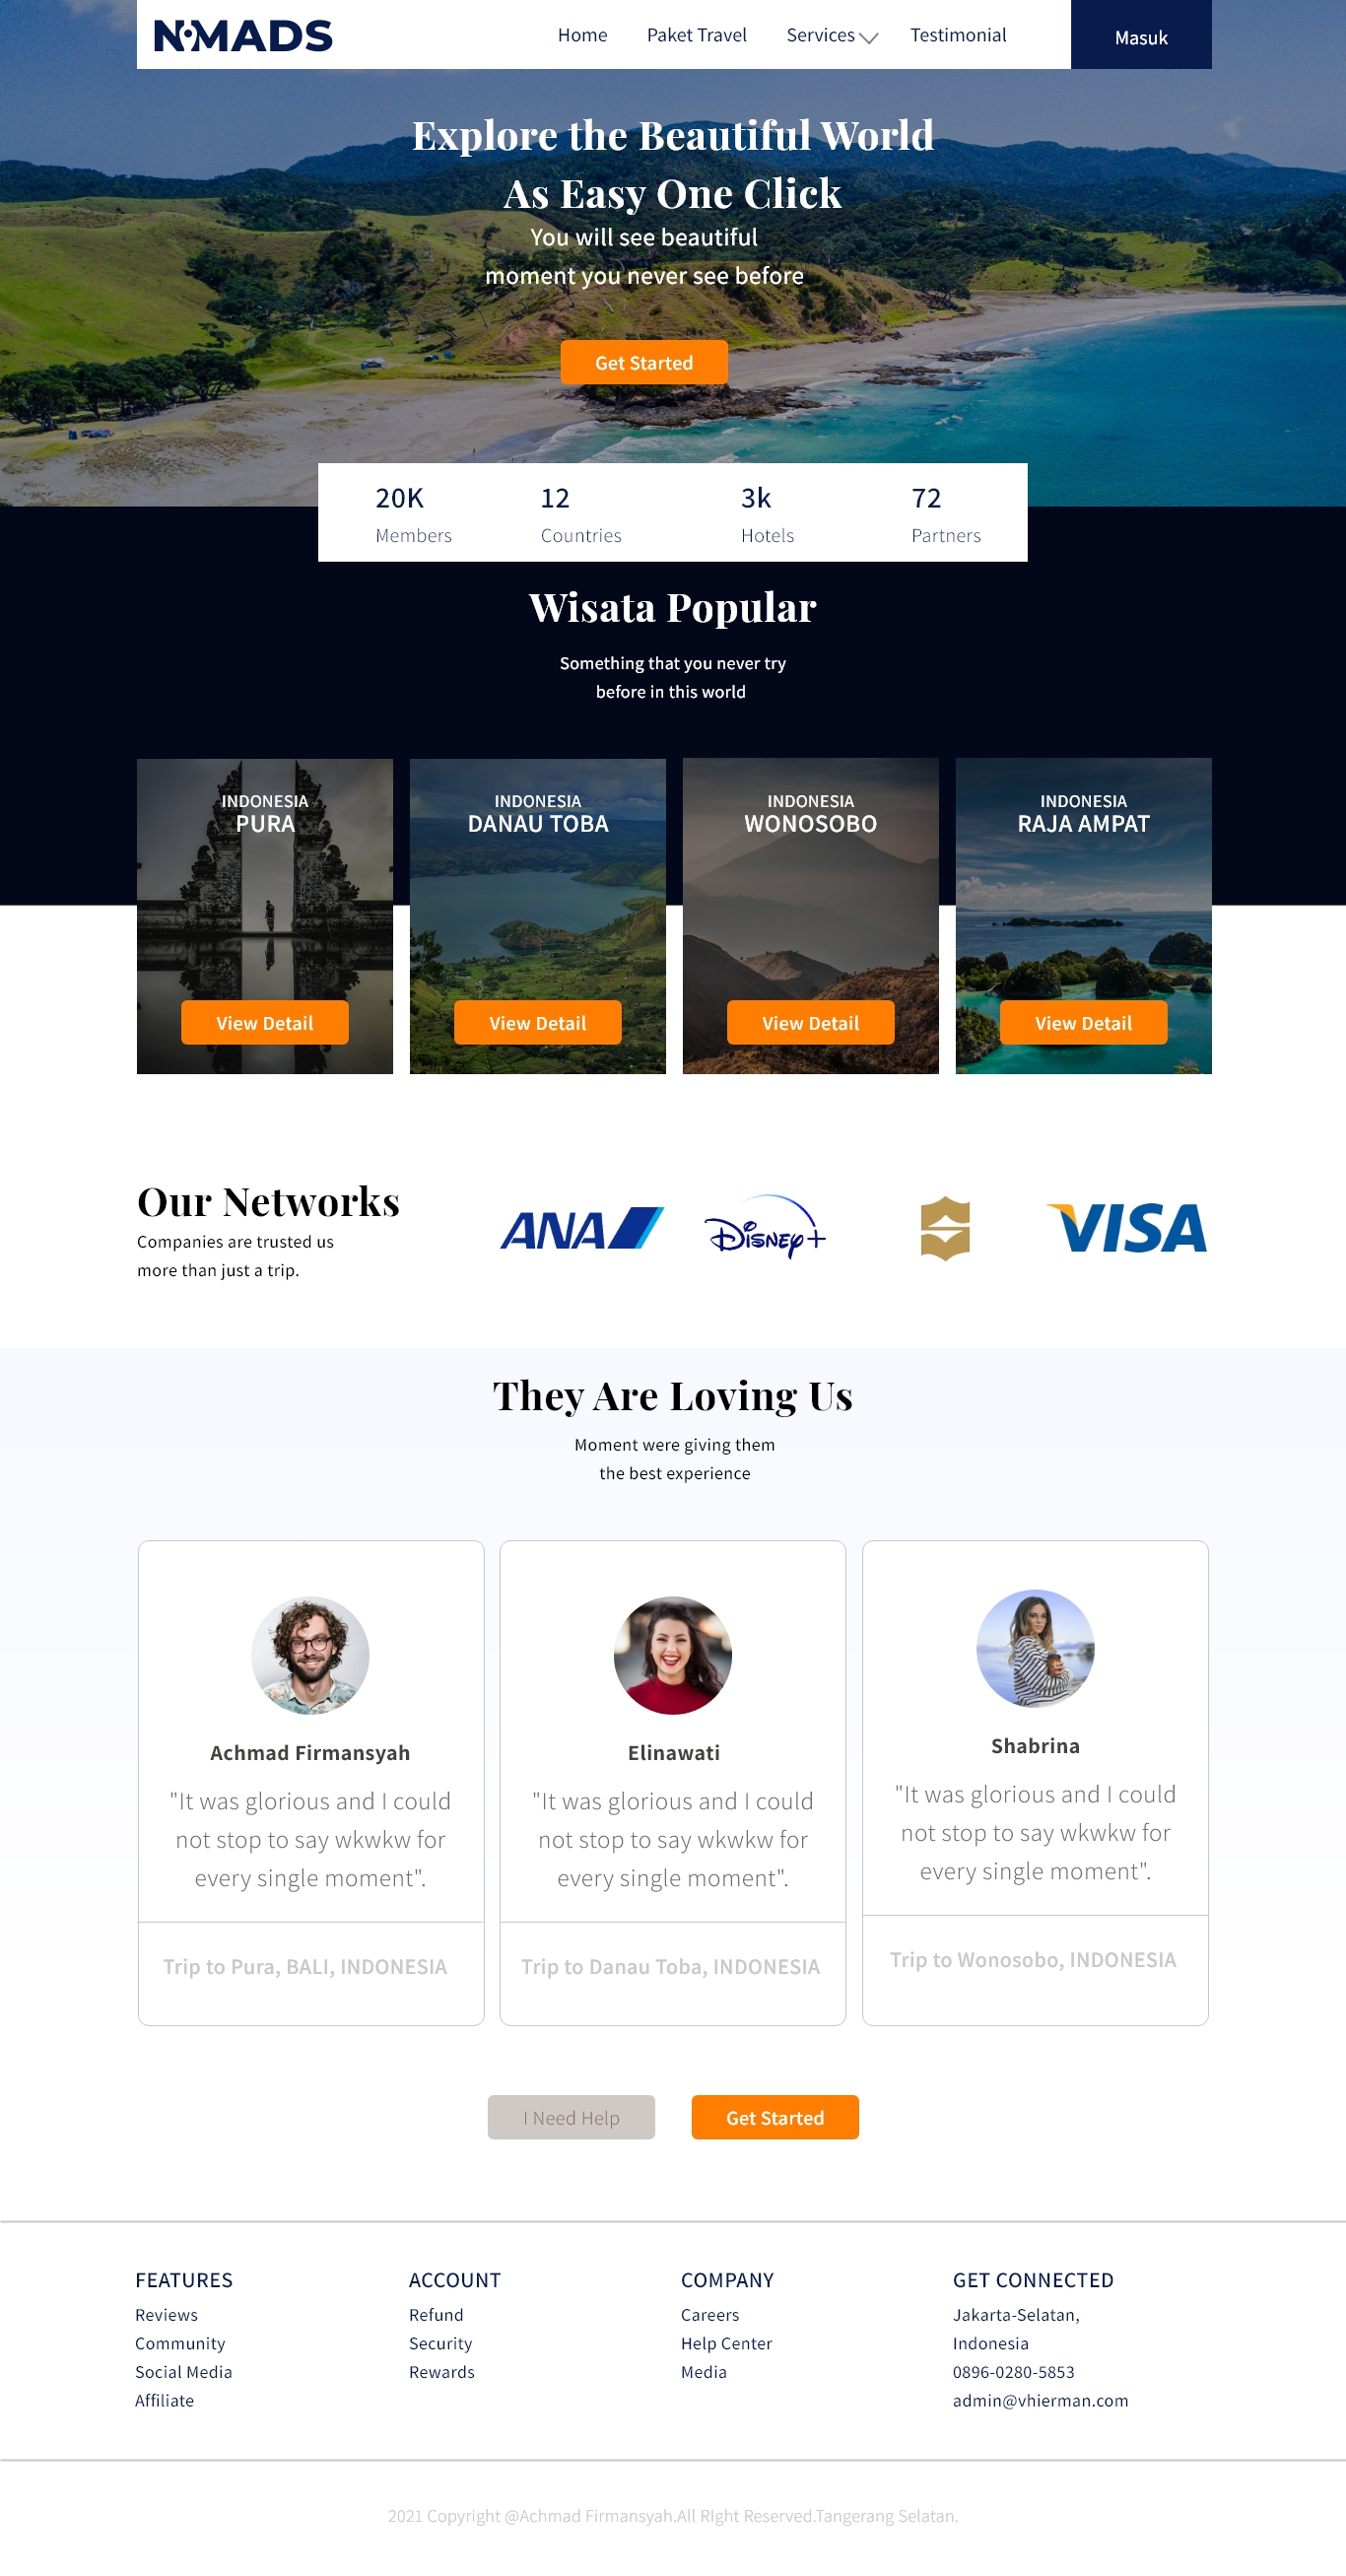 NOMADS
Home Paket Travel Services Testimonial Masuk
Explore the Beautiful World
As Easy One Click
You will see beautiful
moment you never see before
Get Started
20K 12 3k 72
Members Countries Hotels Partners
Wisata Popular
Something that you never try
before in this world
INDONESIA
PURA
View Detail
INDONESIA
DANAU TOBA
View Detail
INDONESIA
WONOSOBO
View Detail
INDONESIA
RAJA AMPAT
View Detail
Our Networks
Companies are trusted us
more than just a trip.
ANA Disney+ VISA
They Are Loving Us
Moment were giving them
the best experience
Achmad Firmansyah
"It was glorious and I could
not stop to say wkwkw for
every single moment".
Trip to Pura, BALI, INDONESIA
Elinawati
"It was glorious and I could
not stop to say wkwkw for
every single moment".
Trip to Danau Toba, INDONESIA
Shabrina
"It was glorious and I could
not stop to say wkwkw for
every single moment".
Trip to Wonosobo, INDONESIA
I Need Help Get Started
FEATURES
Reviews
Community
Social Media
Affiliate
ACCOUNT
Refund
Security
Rewards
COMPANY
Careers
Help Center
Media
GET CONNECTED
Jakarta-Selatan,
Indonesia
0896-0280-5853
admin@vhierman.com
2021 Copyright @Achmad Firmansyah.All RIght Reserved.Tangerang Selatan.